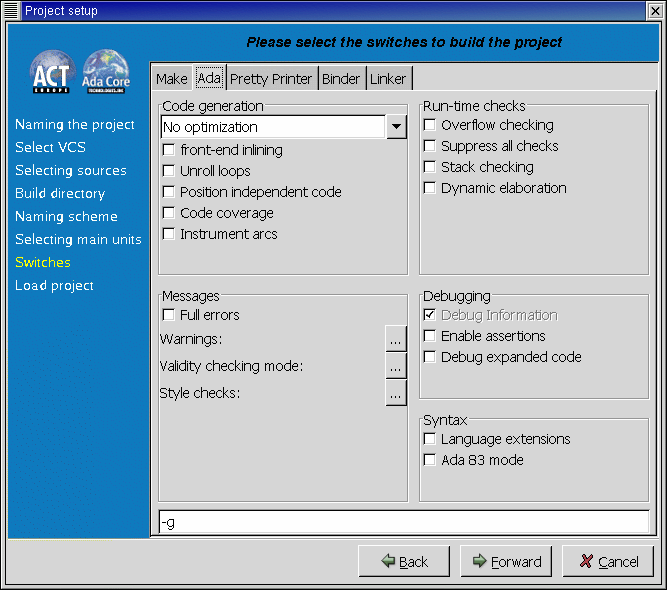 Project setup
Please select the switches to build the project
ACT
EUROPE
Ada Core
TECHNOLOGIES, INC.
Naming the project
Select VCS
Selecting sources
Build directory
Naming scheme
Selecting main units
Switches
Load project
Make Ada Pretty Printer Binder Linker
Code generation
No optimization
front-end inlining
Unroll loops
Position independent code
Code coverage
Instrument arcs
Run-time checks
Overflow checking
Suppress all checks
Stack checking
Dynamic elaboration
Messages
Full errors
Warnings: ...
Validity checking mode: ...
Style checks: ...
Debugging
Debug Information
Enable assertions
Debug expanded code
Syntax
Language extensions
Ada 83 mode
-g
Back Forward Cancel